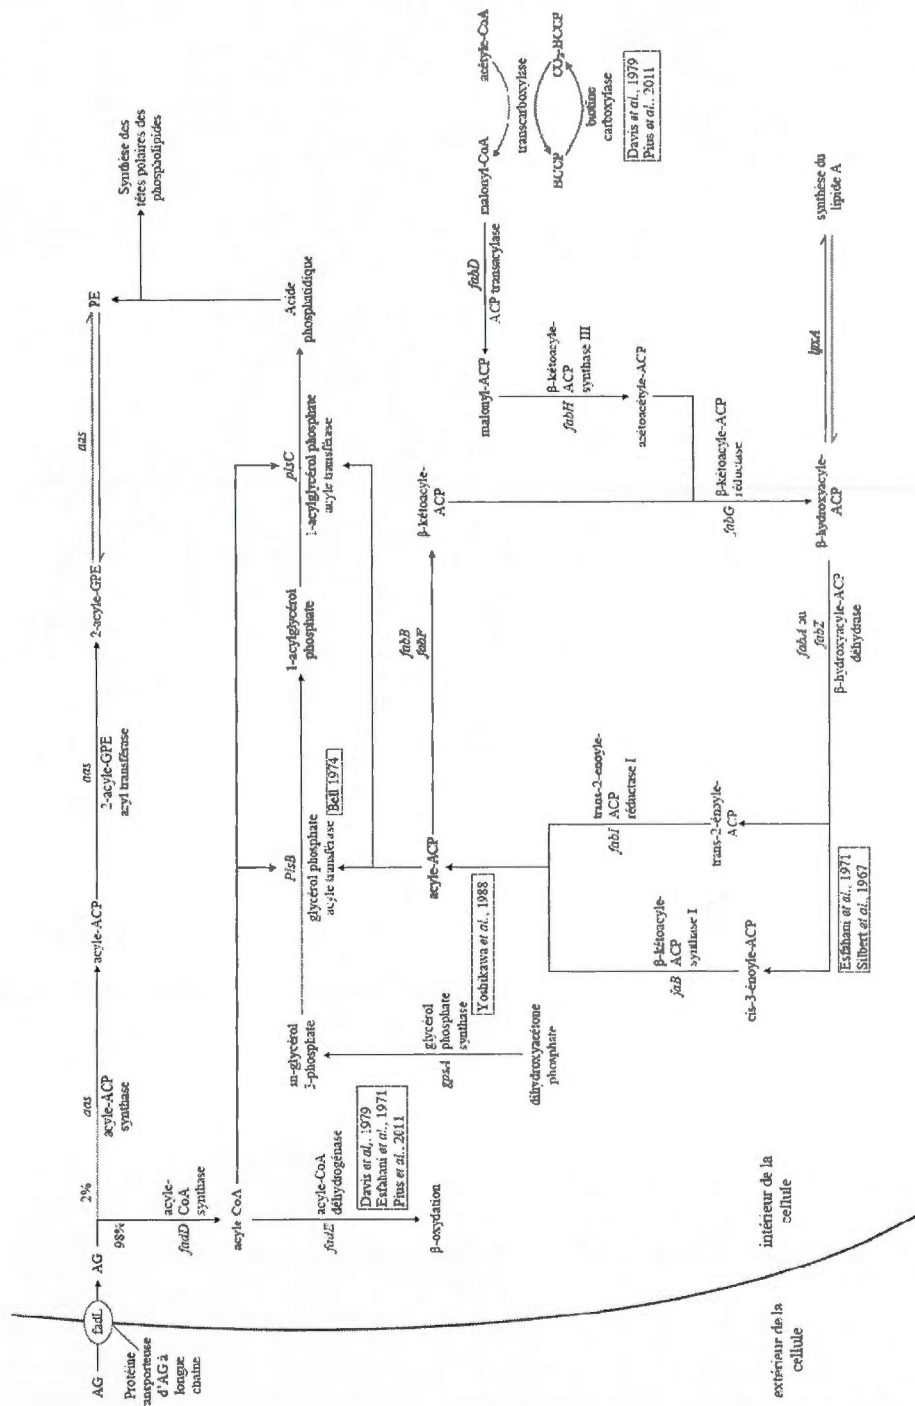 AG
fadL
Protéine
transporteuse
d'AG à
longue
chaîne
AG
2%
98%
aas
acyle-ACP
synthase
acyle-ACP
aas
2-acyle-GPE
acyl transférase
2-acyle-GPE
aas
PE
Synthèse des
têtes polaires des
phospholipides
fadD
acyle-
CoA
synthase
acyle CoA
fadE
acyle-CoA
déhydrogénase
Davis et al., 1979
Esfahani et al., 1971
Pius et al., 2011
β-oxydation
sn-glycérol
3-phosphate
PlsB
glycérol phosphate
acyle transférase
Bell 1974
1-acylglycérol
phosphate
plsC
1-acylglycérol phosphate
acyle transférase
Acide
phosphatidique
gpsA
glycérol
phosphate
synthase
Yoshikawa et al., 1988
dihydroxyacétone
phosphate
acyle-ACP
fabB
fabF
β-kétoacyle-
ACP
malonyl-ACP
fabD
ACP transacylase
malonyl-CoA
acétyle-CoA
transcarboxylase
BCCP
CO₂-BCCP
biotine
carboxylase
Davis et al., 1979
Pius et al., 2011
fabH
β-kétoacyle-
ACP
synthase III
acétoacétyle-ACP
fabG
β-kétoacyle-ACP
réductase
β-hydroxyacyle-
ACP
lpxA
synthèse du
lipide A
fabA ou
fabZ
β-hydroxyacyle-ACP
déhydrase
trans-2-énoyle-
ACP
fabI
trans-2-enoyle-
ACP
réductase I
cis-3-énoyle-ACP
faB
β-kétoacyle-
ACP
synthase I
Esfahani et al., 1971
Silbert et al., 1967
extérieur de la
cellule
intérieur de la
cellule